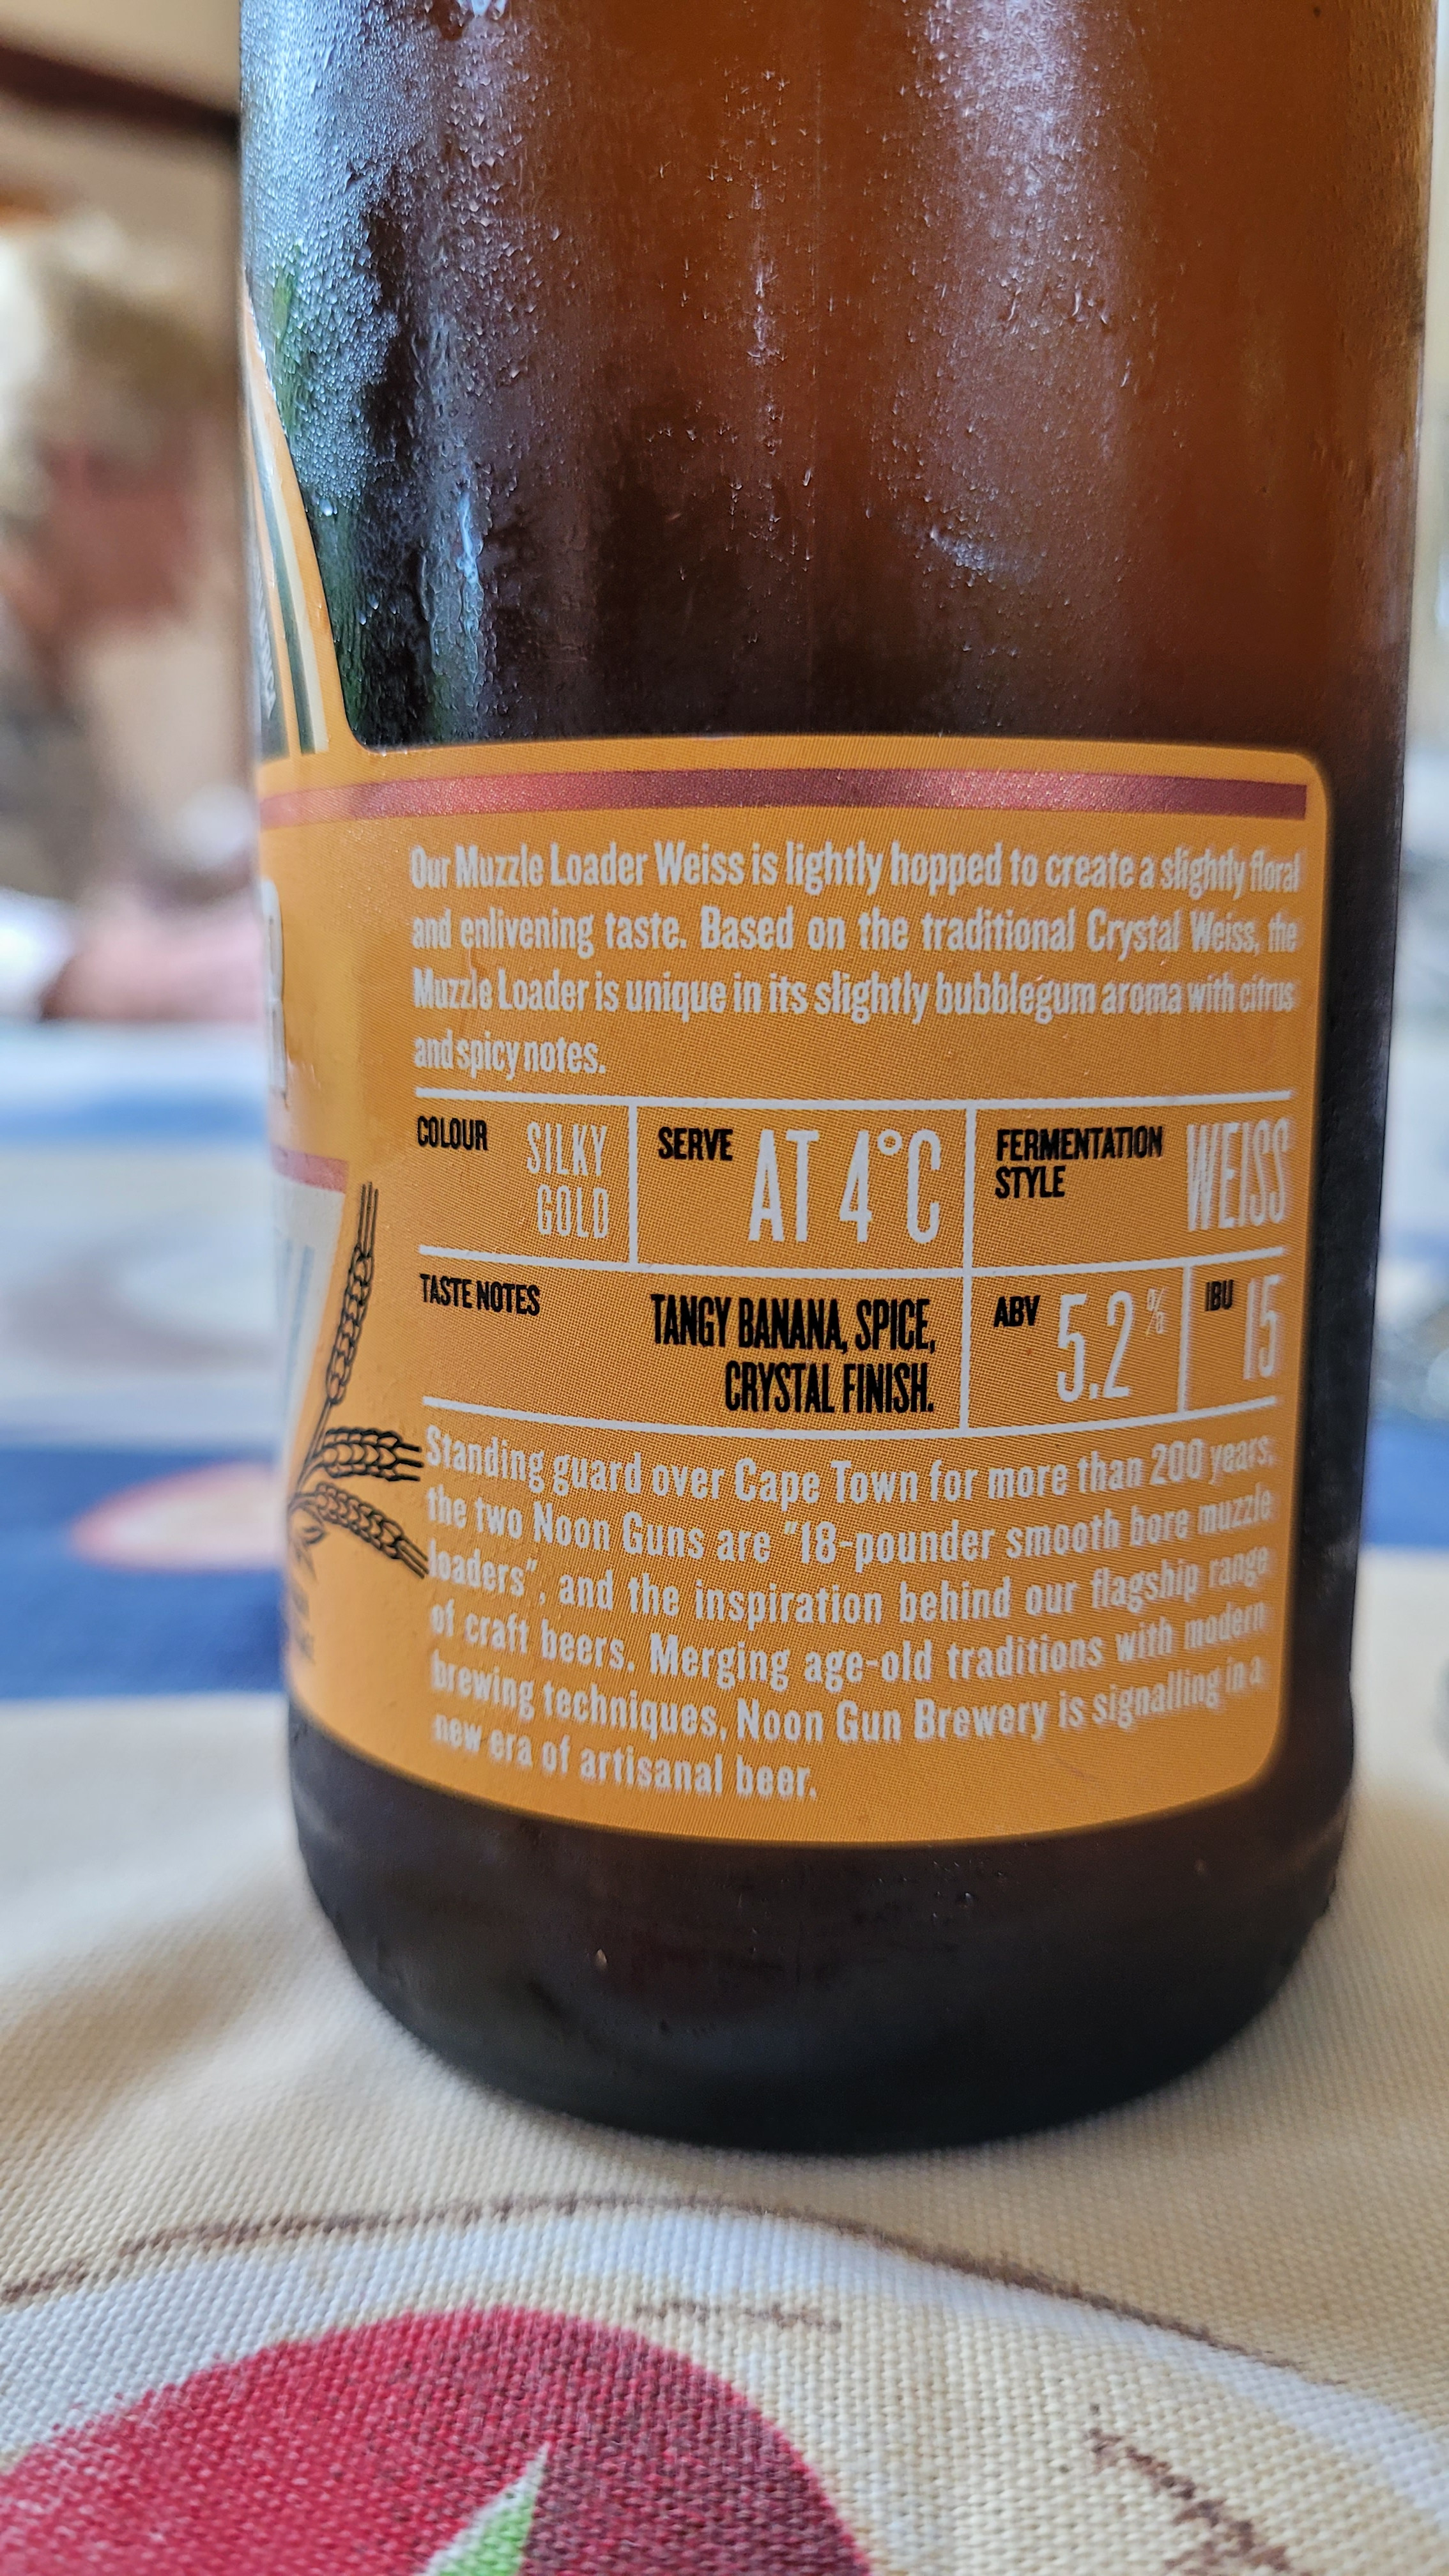 Our Muzzle Loader Weiss is lightly hopped to create a slightly floral
and enlivening taste. Based on the traditional Crystal Weiss, the
Muzzle Loader is unique in its slightly bubblegum aroma with citrus
and spicy notes.
COLOUR SILKY GOLD
SERVE AT 4°C
FERMENTATION STYLE WEISS
TASTE NOTES TANGY BANANA, SPICE,
CRYSTAL FINISH.
ABV 5.2%
IBU 15
Standing guard over Cape Town for more than 200 years,
the two Noon Guns are "18-pounder smooth bore muzzle
loaders", and the inspiration behind our flagship range
of craft beers. Merging age-old traditions with modern
brewing techniques, Noon Gun Brewery is signalling in a
new era of artisanal beer.